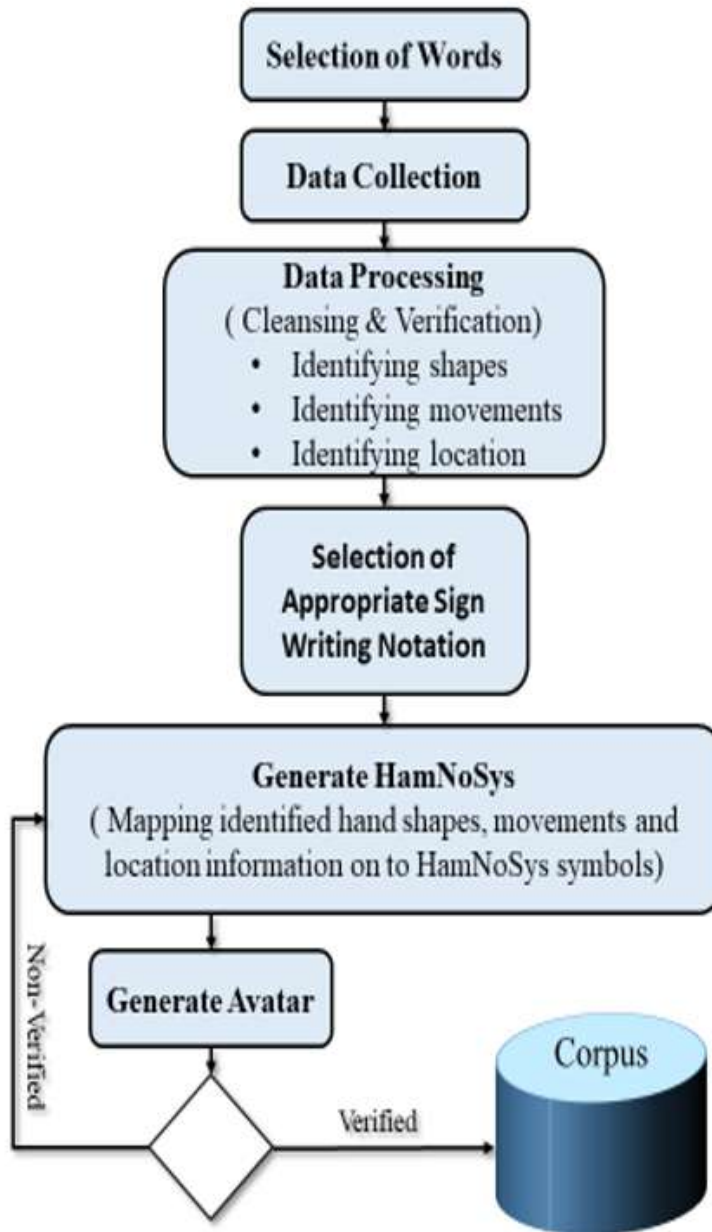 Selection of Words
Data Collection
Data Processing
( Cleansing & Verification)
• Identifying shapes
• Identifying movements
• Identifying location
Selection of
Appropriate Sign
Writing Notation
Generate HamNoSys
( Mapping identified hand shapes, movements and
location information on to HamNoSys symbols)
Non-Verified
Generate Avatar
Corpus
Verified